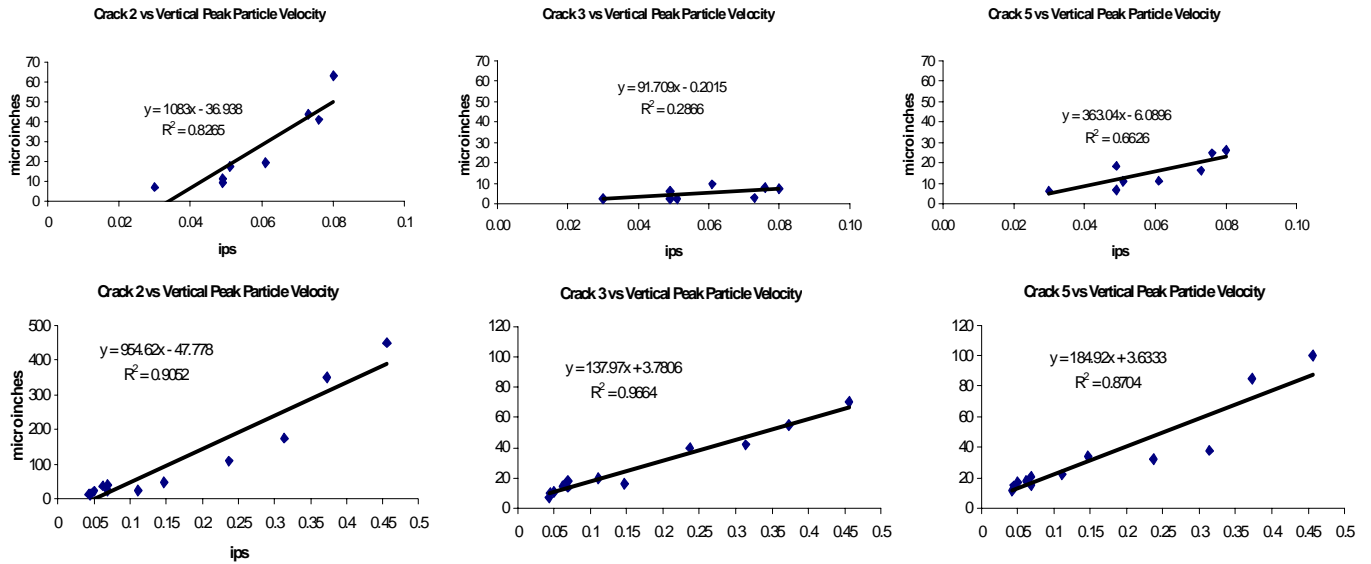 Crack 2 vs Vertical Peak Particle Velocity
microinches
70
60
50
40
30
20
10
0
y = 1083x - 36.938
R² = 0.8265
0 0.02 0.04 0.06 0.08 0.1
ips
Crack 3 vs Vertical Peak Particle Velocity
70
60
50
40
30
20
10
0
y = 91.709x - 0.2015
R² = 0.2866
0.00 0.02 0.04 0.06 0.08 0.10
ips
Crack 5 vs Vertical Peak Particle Velocity
microinches
70
60
50
40
30
20
10
0
y = 363.04x - 6.0896
R² = 0.6626
0.00 0.02 0.04 0.06 0.08 0.10
ips
Crack 2 vs Vertical Peak Particle Velocity
microinches
500
400
300
200
100
0
y = 954.62x - 47.778
R² = 0.9052
0 0.05 0.1 0.15 0.2 0.25 0.3 0.35 0.4 0.45 0.5
ips
Crack 3 vs Vertical Peak Particle Velocity
120
100
80
60
40
20
0
y = 137.97x + 3.7806
R² = 0.9664
0 0.05 0.1 0.15 0.2 0.25 0.3 0.35 0.4 0.45 0.5
Crack 5 vs Vertical Peak Particle Velocity
120
100
80
60
40
20
0
y = 184.92x + 3.6333
R² = 0.8704
0 0.05 0.1 0.15 0.2 0.25 0.3 0.35 0.4 0.45 0.5